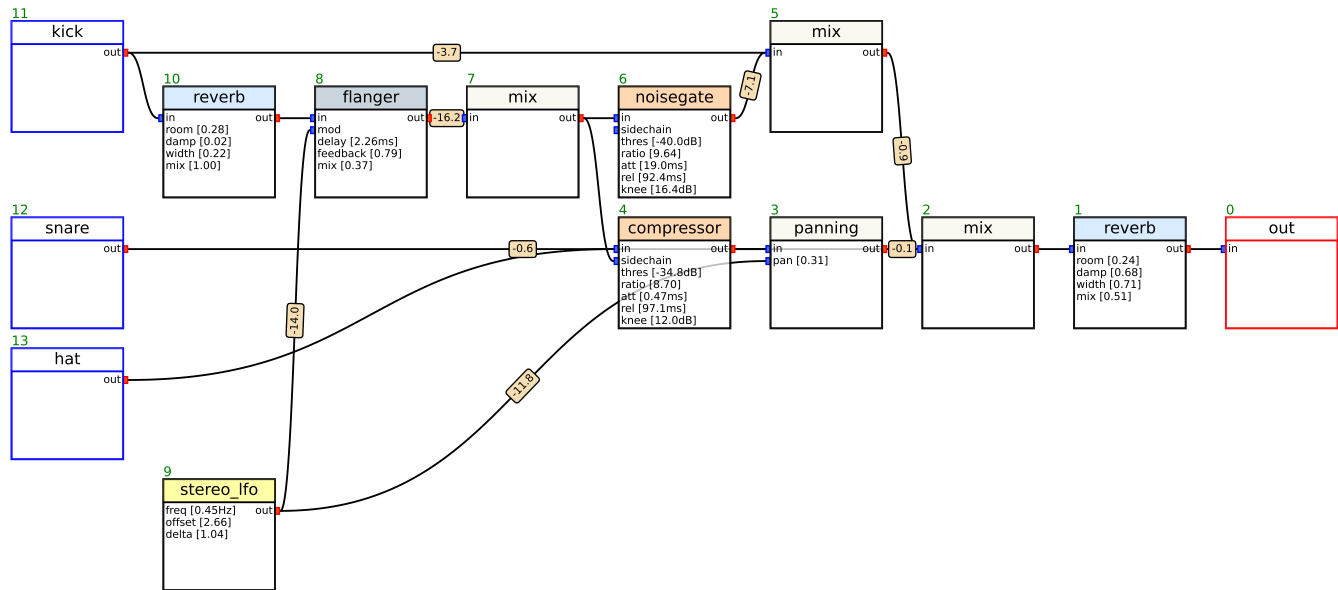 11
kick
out
-3.7
5
mix
in
out
10
reverb
in
out
room [0.28]
damp [0.02]
width [0.22]
mix [1.00]
8
flanger
in
out
mod
delay [2.26ms]
feedback [0.79]
mix [0.37]
-16.2
7
mix
in
out
6
noisegate
in
out
sidechain
thres [-40.0dB]
ratio [9.64]
att [19.0ms]
rel [92.4ms]
knee [16.4dB]
-7.1
-0.9
12
snare
out
-0.6
4
compressor
in
out
sidechain
thres [-34.8dB]
ratio [8.70]
att [0.47ms]
rel [97.1ms]
knee [12.0dB]
3
panning
in
out
pan [0.31]
-0.1
2
mix
in
out
1
reverb
in
out
room [0.24]
damp [0.68]
width [0.71]
mix [0.51]
0
out
in
13
hat
out
-14.0
-11.8
9
stereo_lfo
freq [0.45Hz]
out
offset [2.66]
delta [1.04]